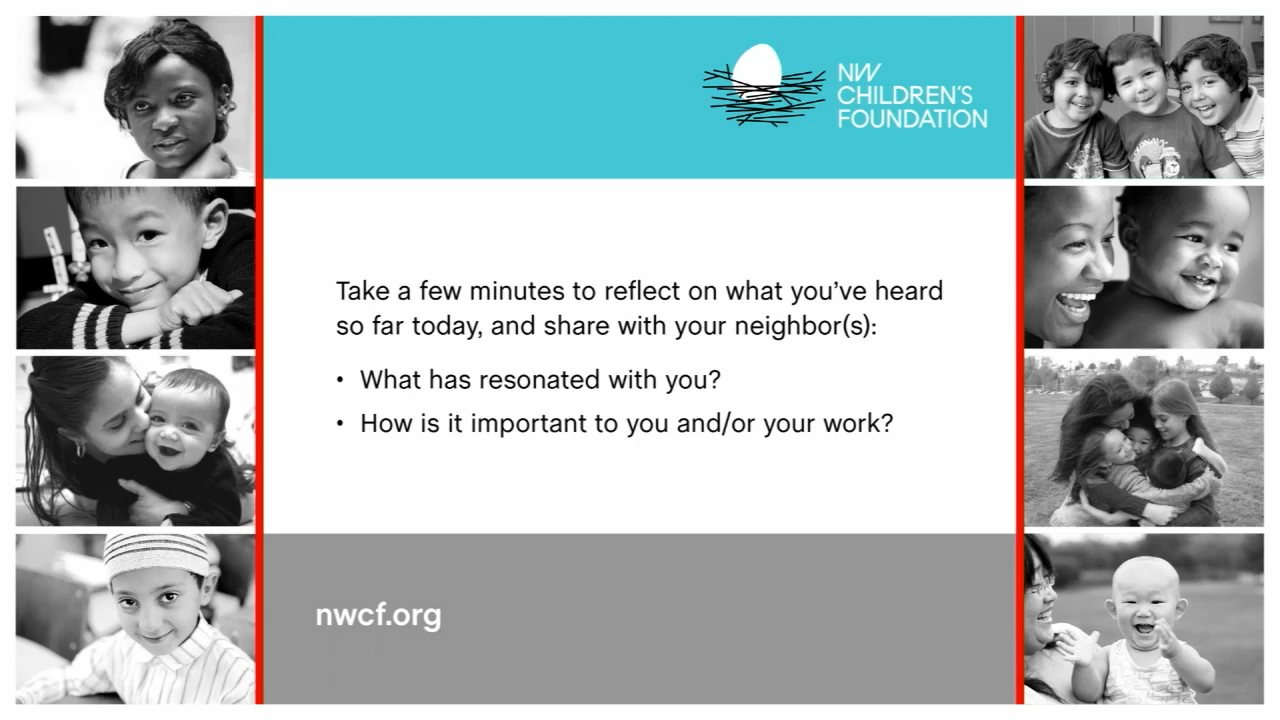 NW
CHILDREN'S
FOUNDATION
Take a few minutes to reflect on what you've heard
so far today, and share with your neighbor(s):
• What has resonated with you?
• How is it important to you and/or your work?
nwcf.org